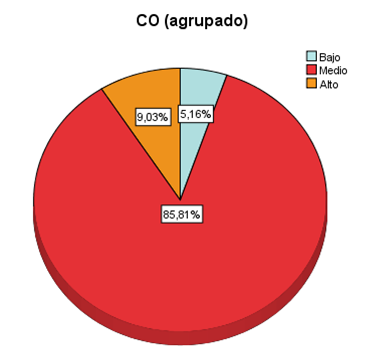 CO (agrupado)
Bajo
Medio
Alto
9,03%
5,16%
85,81%